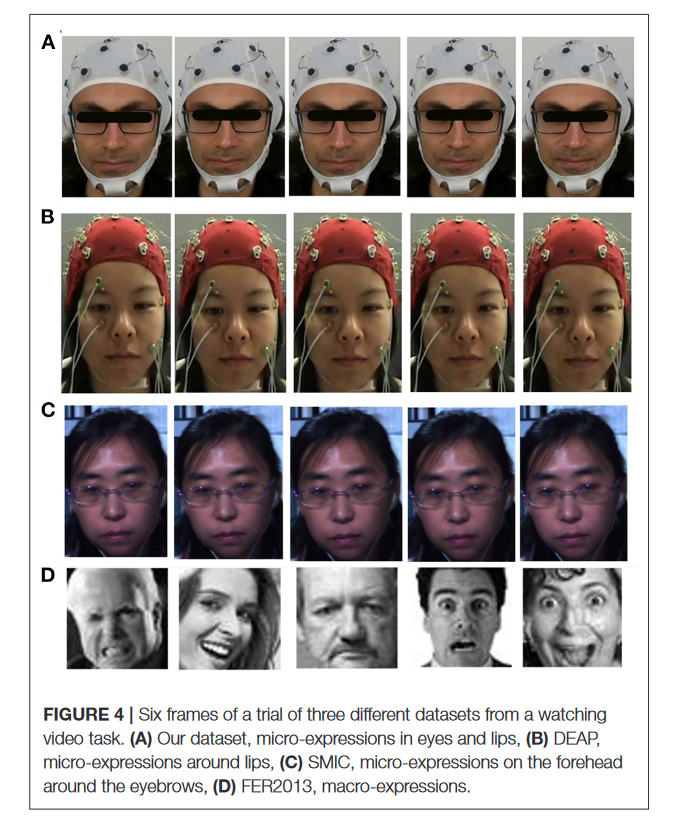 A
B
C
D
FIGURE 4 | Six frames of a trial of three different datasets from a watching
video task. (A) Our dataset, micro-expressions in eyes and lips, (B) DEAP,
micro-expressions around lips, (C) SMIC, micro-expressions on the forehead
around the eyebrows, (D) FER2013, macro-expressions.